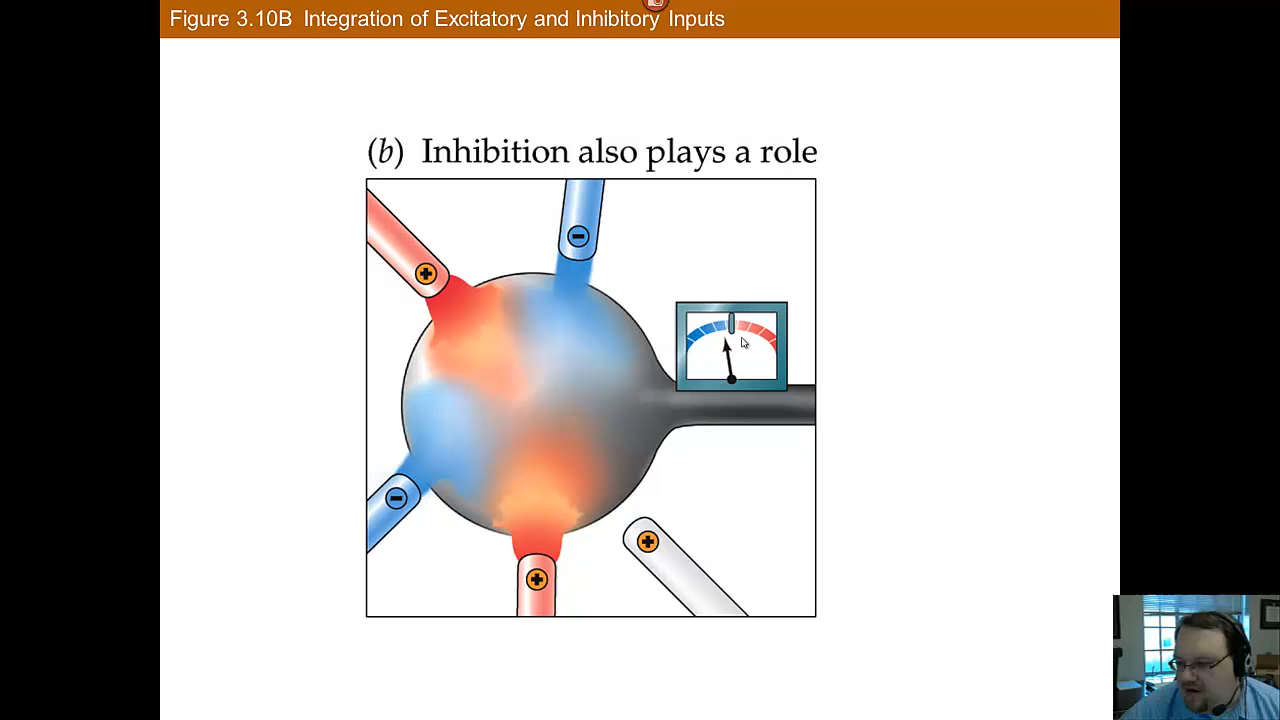 Figure 3.10B Integration of Excitatory and Inhibitory Inputs
(b) Inhibition also plays a role
−
+
−
+
+